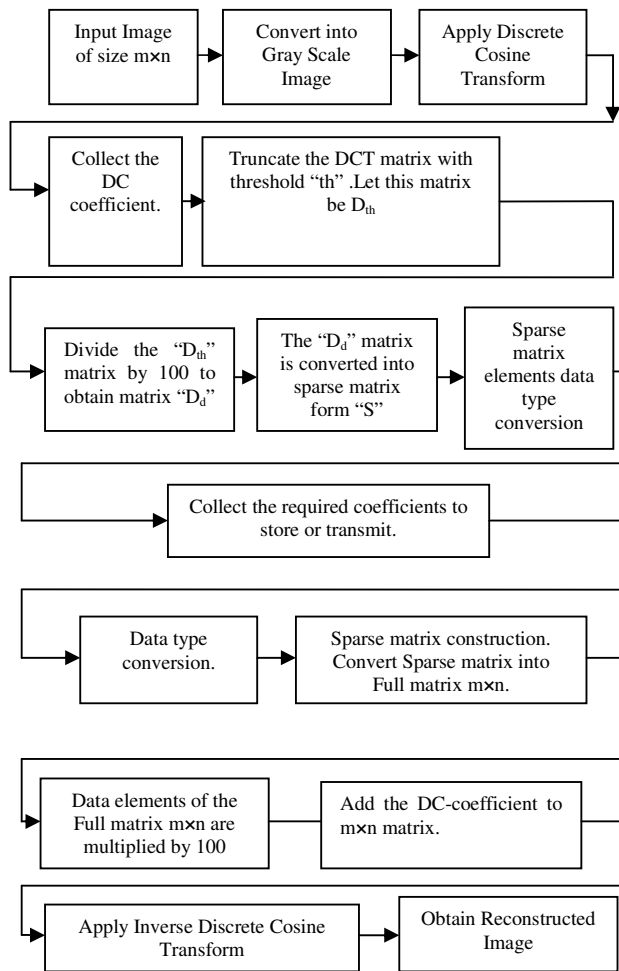 Input Image
of size m×n
Convert into
Gray Scale
Image
Apply Discrete
Cosine
Transform
Collect the
DC
coefficient.
Truncate the DCT matrix with
threshold “th” .Let this matrix
be Dth
Divide the “Dth”
matrix by 100 to
obtain matrix “Dd”
The “Dd” matrix
is converted into
sparse matrix
form “S”
Sparse
matrix
elements data
type
conversion
Collect the required coefficients to
store or transmit.
Data type
conversion.
Sparse matrix construction.
Convert Sparse matrix into
Full matrix m×n.
Data elements of the
Full matrix m×n are
multiplied by 100
Add the DC-coefficient to
m×n matrix.
Apply Inverse Discrete Cosine
Transform
Obtain Reconstructed
Image